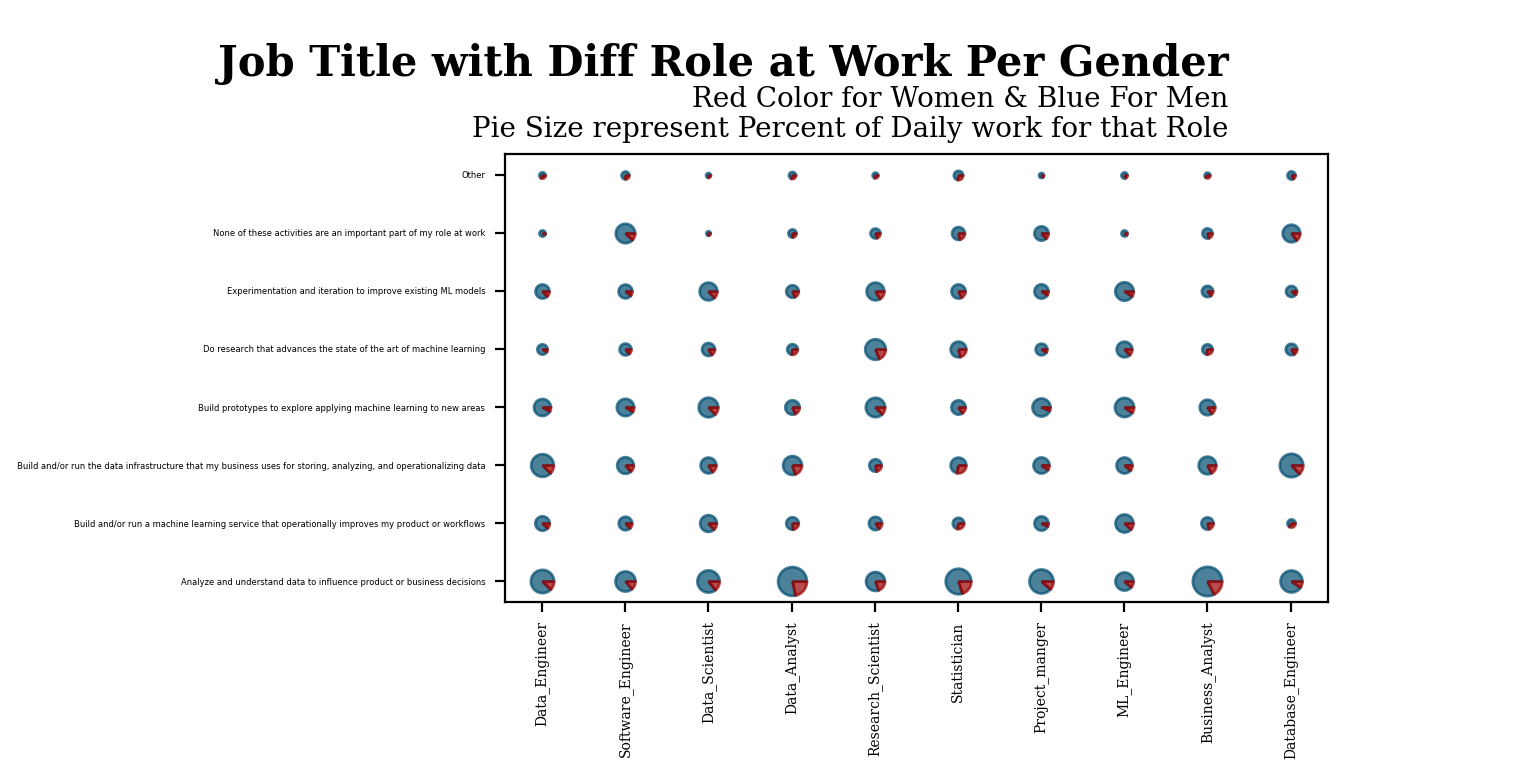 Job Title with Diff Role at Work Per Gender
Red Color for Women & Blue For Men
Pie Size represent Percent of Daily work for that Role
Other
None of these activities are an important part of my role at work
Experimentation and iteration to improve existing ML models
Do research that advances the state of the art of machine learning
Build prototypes to explore applying machine learning to new areas
Build and/or run the data infrastructure that my business uses for storing, analyzing, and operationalizing data
Build and/or run a machine learning service that operationally improves my product or workflows
Analyze and understand data to influence product or business decisions
Data_Engineer
Software_Engineer
Data_Scientist
Data_Analyst
Research_Scientist
Statistician
Project_manger
ML_Engineer
Business_Analyst
Database_Engineer